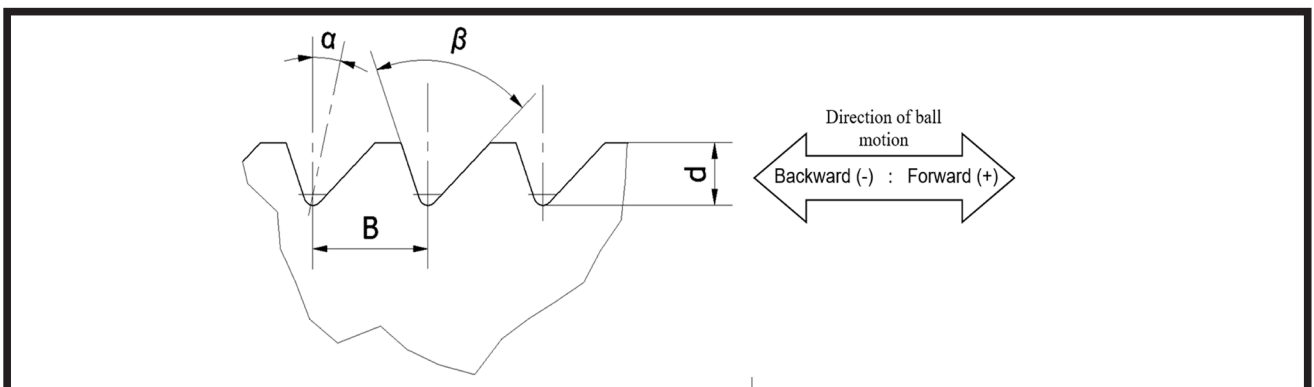 α
β
Direction of ball
motion
d
Backward (-) : Forward (+)
B